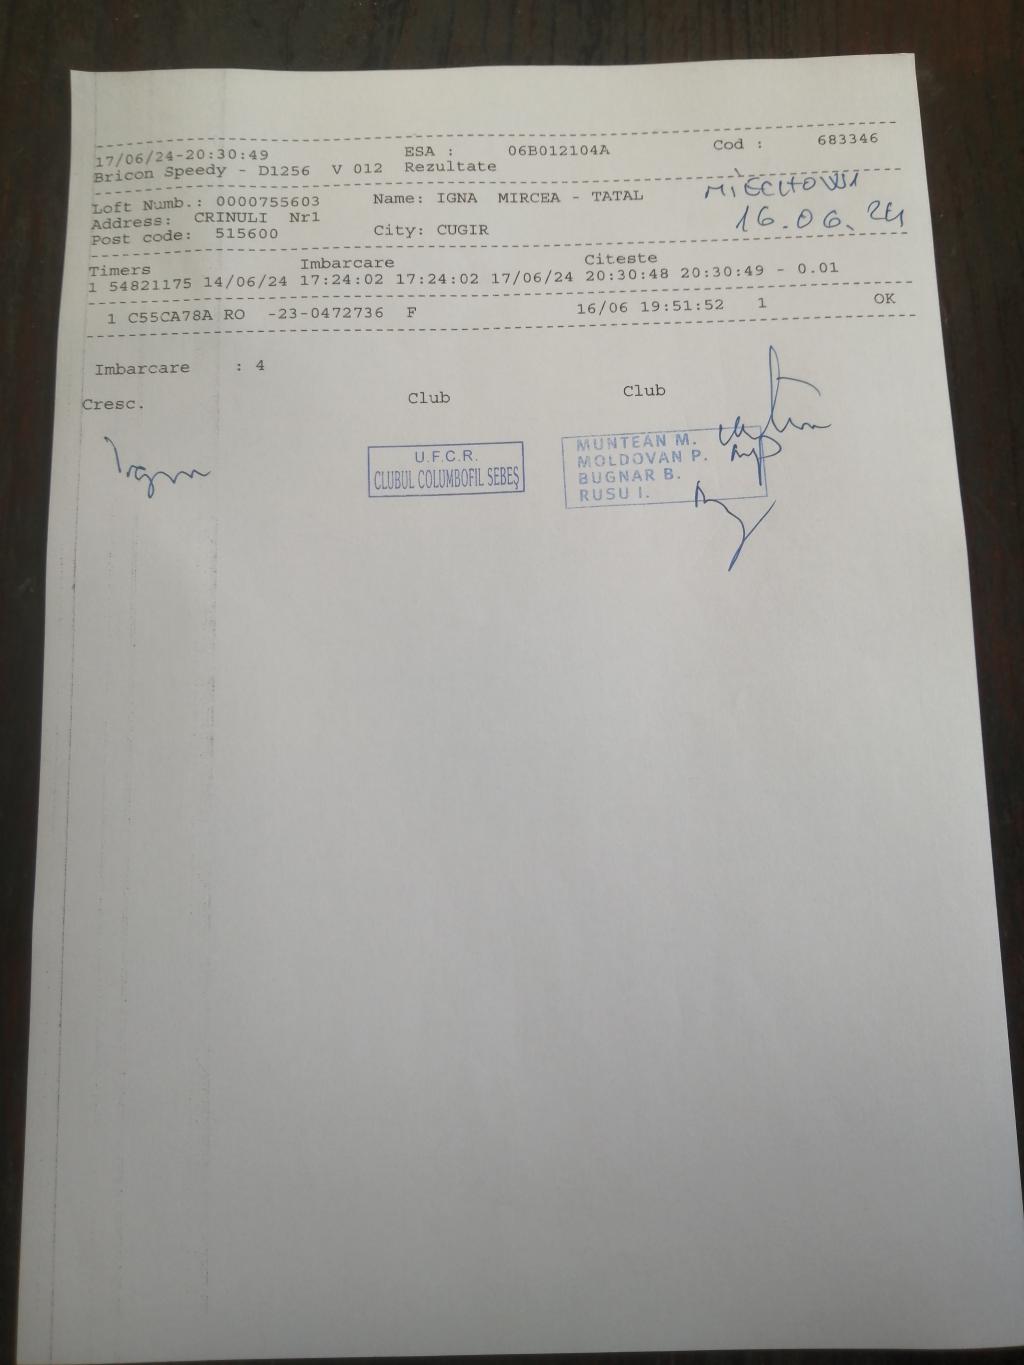 17/06/24-20:30:49 ESA : 06B012104A Cod : 683346
Bricon Speedy - D1256 V 012 Rezultate
Loft Numb.: 0000755603 Name: IGNA MIRCEA - TATAL
Address: CRINULI Nr1
Post code: 515600 City: CUGIR
16.06.24
Timers Imbarcare Citeste
1 54821175 14/06/24 17:24:02 17:24:02 17/06/24 20:30:48 20:30:49 - 0.01
1 C55CA78A RO -23-0472736 F 16/06 19:51:52 1 OK
Imbarcare : 4
Cresc. Club Club
U.F.C.R.
CLUBUL COLUMBOFIL SEBEȘ
MUNTEAN M.
MOLDOVAN P.
BUGNAR B.
RUSU I.